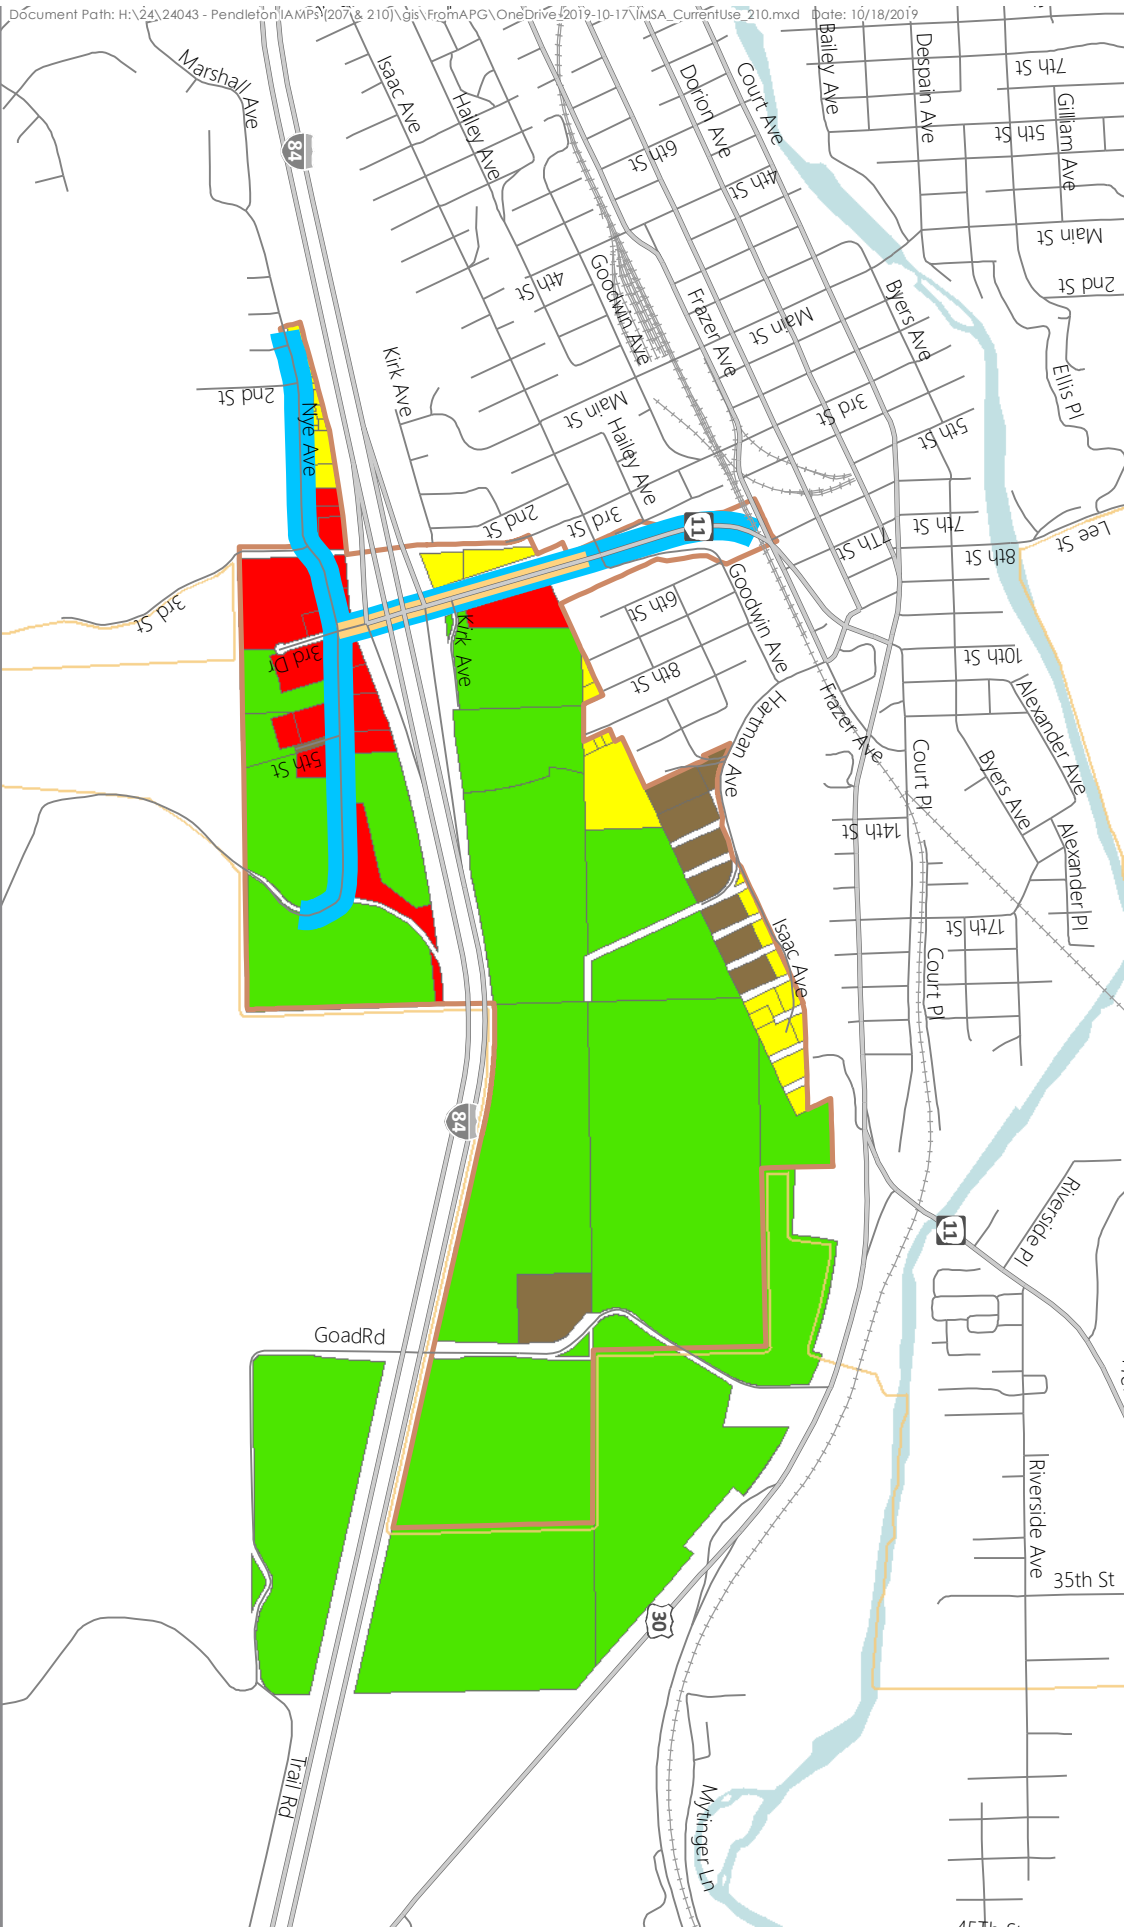 Document Path: H:\24\24043 - Pendleton IAMPs (207 & 210)\gis\FromAPG\OneDrive-2019-10-17\IMSA_CurrentUse_210.mxd Date: 10/18/2019
Marshall Ave
84
Isaac Ave
Hailey Ave
Dorion Ave
Court Ave
Bailey Ave
Despain Ave
7th St
Gilliam Ave
5th St
6th St
4th St
Main St
2nd St
4th St
Goodwin Ave
Frazer Ave
Main St
Byers Ave
Ellis Pl
Kirk Ave
2nd St
Nye Ave
Main St
Hailey Ave
3rd St
5th St
2nd St
3rd St
11
7Th St
7th St
8th St
Lee St
3rd St
3rd Dr
Kirk Ave
6th St
8th St
Goodwin Ave
10th St
Alexander Ave
Hartman Ave
Frazer Ave
Court Pl
Byers Ave
5th St
14th St
Alexander Pl
Isaac Ave
17th St
Court Pl
84
11
Riverside Pl
GoadRd
Riverside Ave
35th St
30
Trail Rd
Mytinger Ln
45Th St